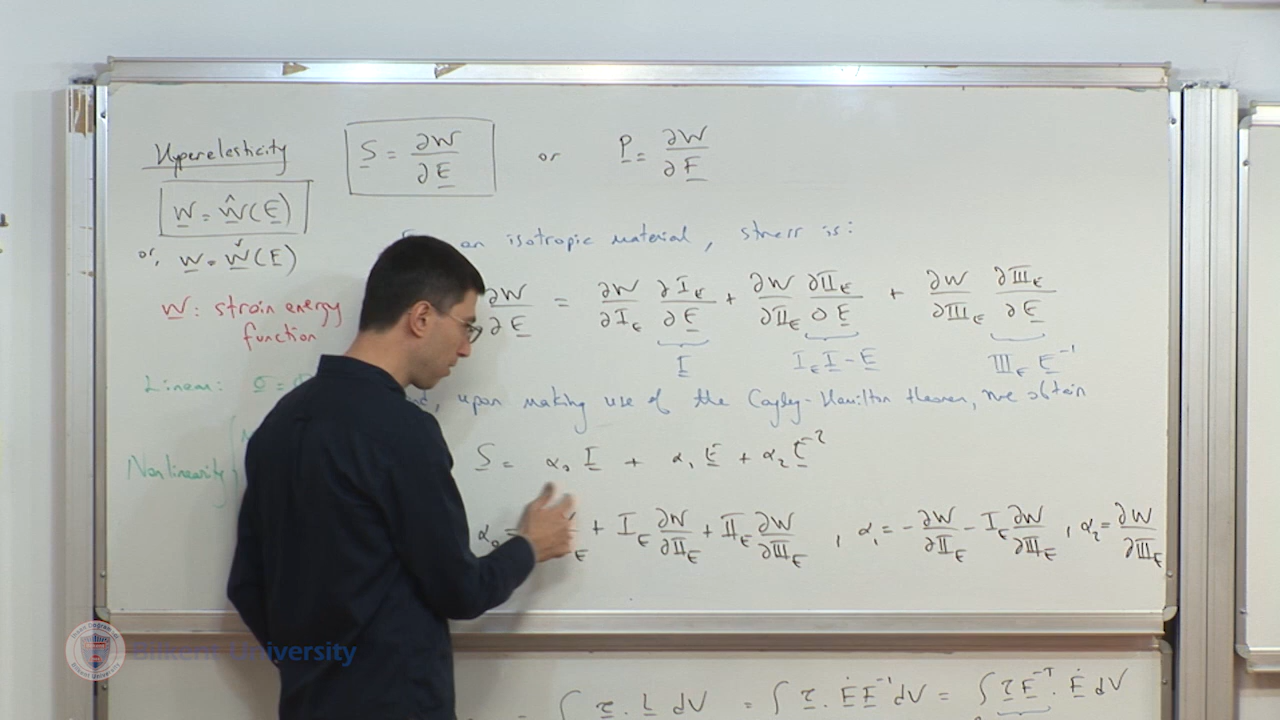 Hyperelasticity
S = ∂W/∂E or P = ∂W/∂F
W = Ŵ(E)
or, W = W̌(F)
an isotropic material, stress is:
W: strain energy function
∂W/∂E = ∂W/∂I_E ∂I_E/∂E + ∂W/∂II_E ∂II_E/∂E + ∂W/∂III_E ∂III_E/∂E
I I_E I - E III_E E⁻¹
Linear: σ =
, upon making use of the Cayley-Hamilton theorem, we obtain
Nonlinearity
S = α₀ I + α₁ E + α₂ E⁻²
α₀ = + I_E ∂W/∂II_E + II_E ∂W/∂III_E , α₁ = - ∂W/∂II_E - I_E ∂W/∂III_E , α₂ = ∂W/∂III_E
= ∫ τ · L dV = ∫ τ · Ḟ F⁻¹ dV = ∫ τ F⁻ᵀ · Ḟ dV
Bilkent University